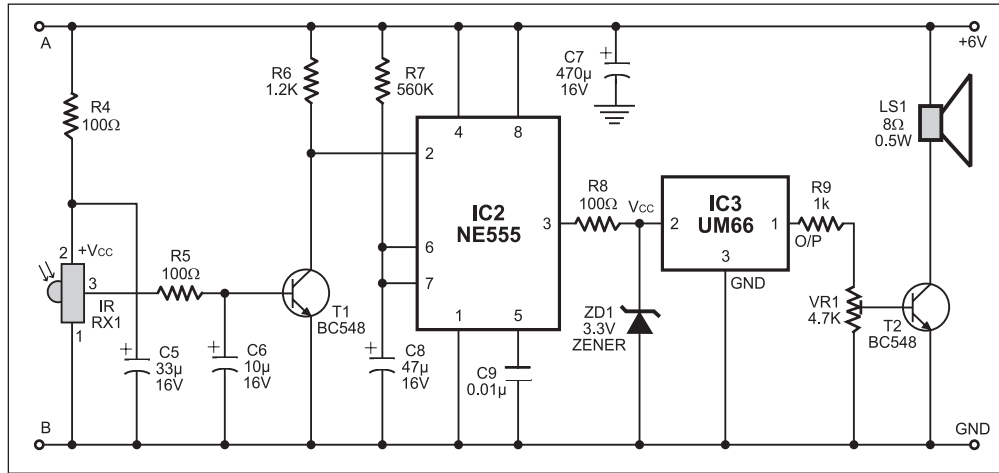 A
+6V
R4
100Ω
R6
1.2K
R7
560K
C7
470µ
16V
+
LS1
8Ω
0.5W
4
8
2
IC2
NE555
3
6
7
1
5
R8
100Ω
VCC
2
IC3
UM66
1
3
GND
O/P
R9
1k
2
+VCC
3
IR
RX1
1
R5
100Ω
T1
BC548
+
C5
33µ
16V
+
C6
10µ
16V
+
C8
47µ
16V
C9
0.01µ
ZD1
3.3V
ZENER
VR1
4.7K
T2
BC548
B
GND